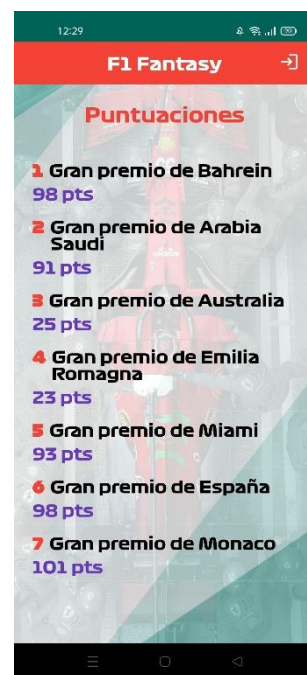 12:29
70
F1 Fantasy
Puntuaciones
1 Gran premio de Bahrein
98 pts
2 Gran premio de Arabia
Saudi
91 pts
3 Gran premio de Australia
25 pts
4 Gran premio de Emilia
Romagna
23 pts
5 Gran premio de Miami
93 pts
6 Gran premio de España
98 pts
7 Gran premio de Monaco
101 pts